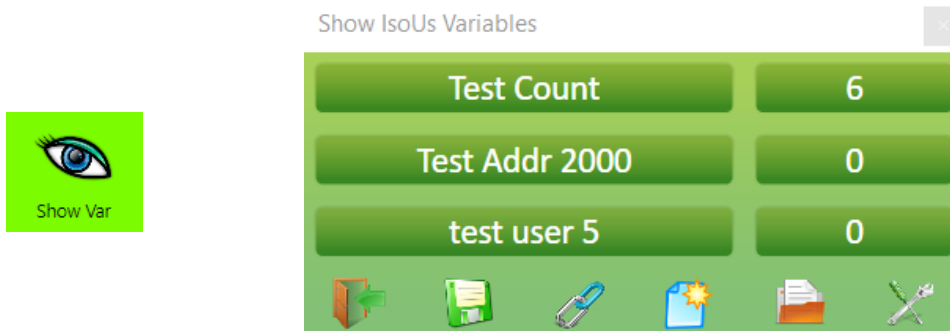 Show IsoUs Variables
Test Count 6
Test Addr 2000 0
Show Var
test user 5 0